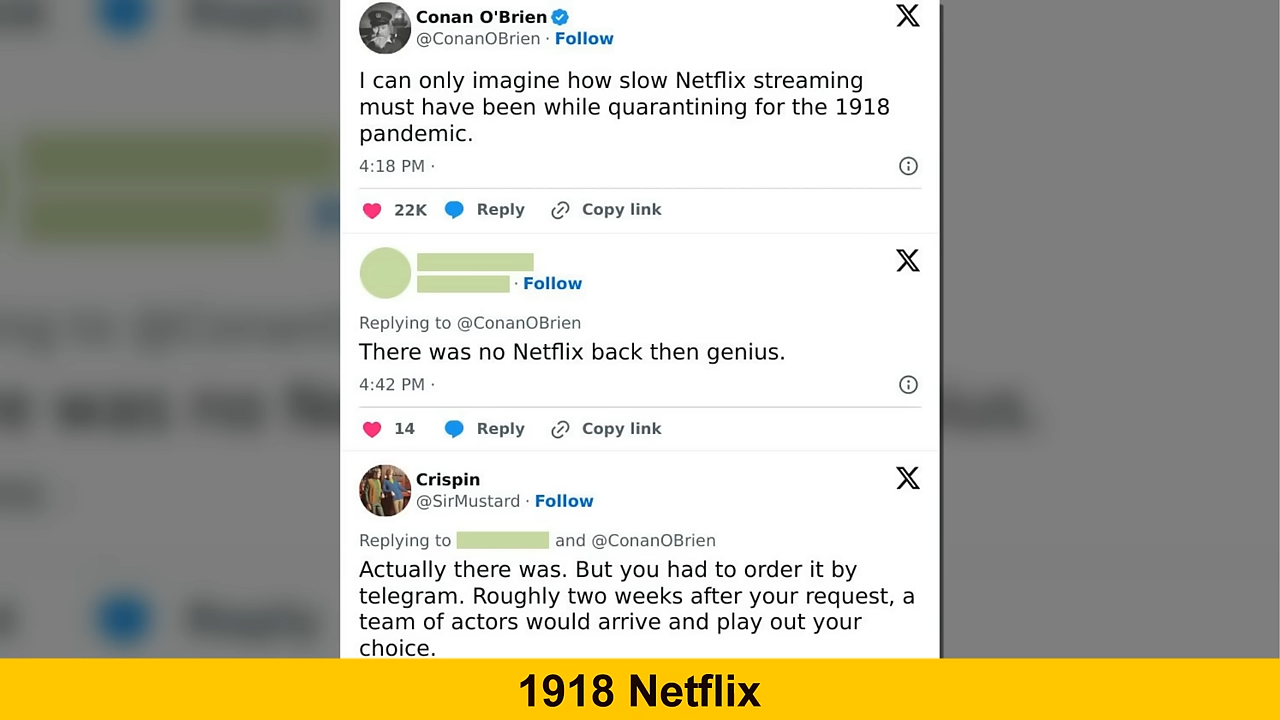 Conan O'Brien
@ConanOBrien · Follow
I can only imagine how slow Netflix streaming
must have been while quarantining for the 1918
pandemic.
4:18 PM ·
22K Reply Copy link
· Follow
Replying to @ConanOBrien
There was no Netflix back then genius.
4:42 PM ·
14 Reply Copy link
Crispin
@SirMustard · Follow
Replying to and @ConanOBrien
Actually there was. But you had to order it by
telegram. Roughly two weeks after your request, a
team of actors would arrive and play out your
choice.
1918 Netflix